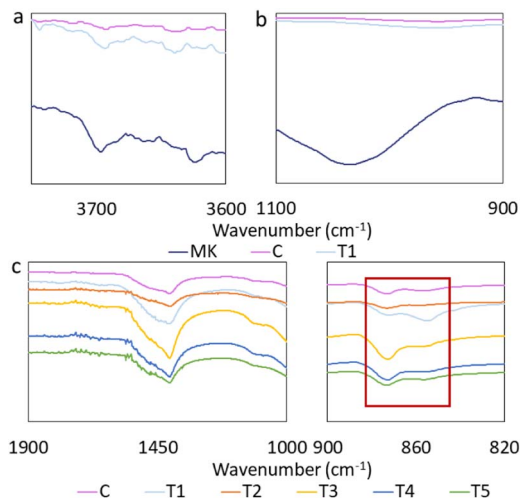 a
b
3700 3600 1100 900
Wavenumber (cm⁻¹)
MK C T1
c
1900 1450 1000 900 860 820
Wavenumber (cm⁻¹)
C T1 T2 T3 T4 T5